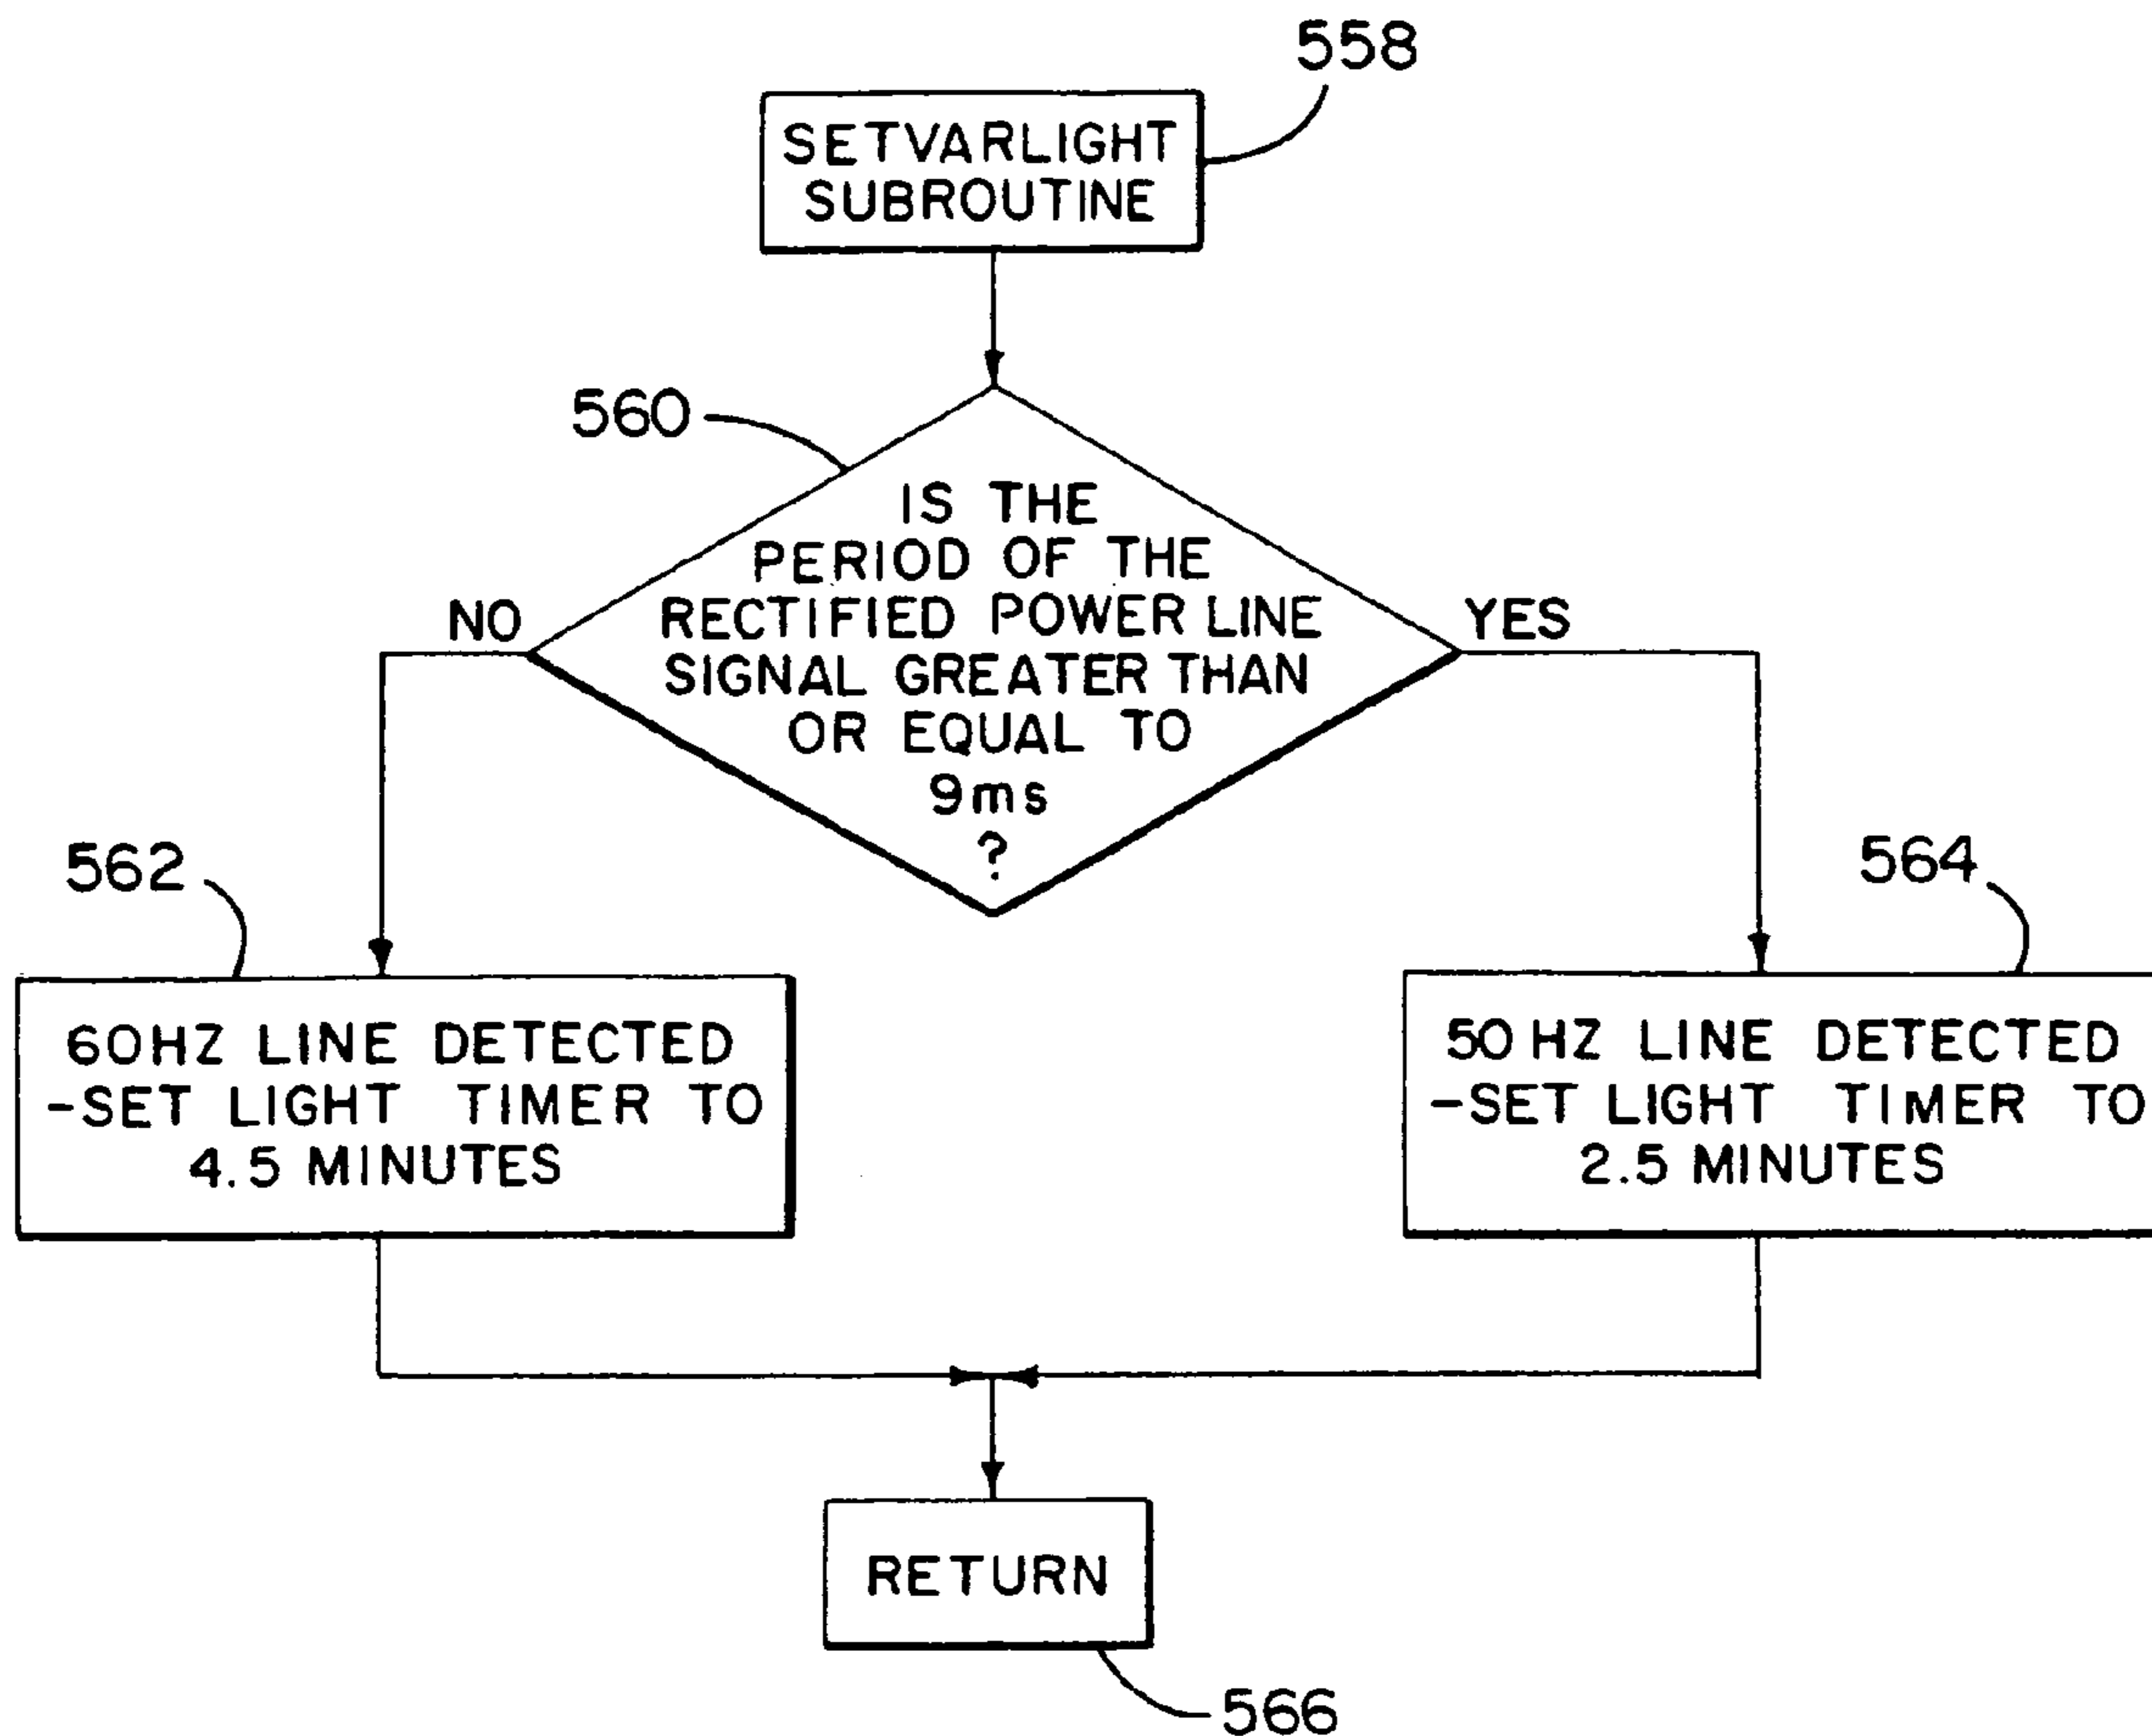 558
SETVARLIGHT
SUBROUTINE
560
IS THE
PERIOD OF THE
RECTIFIED POWER LINE
SIGNAL GREATER THAN
OR EQUAL TO
9ms
?
NO
YES
562
60HZ LINE DETECTED
-SET LIGHT TIMER TO
4.5 MINUTES
564
50 HZ LINE DETECTED
-SET LIGHT TIMER TO
2.5 MINUTES
RETURN
566